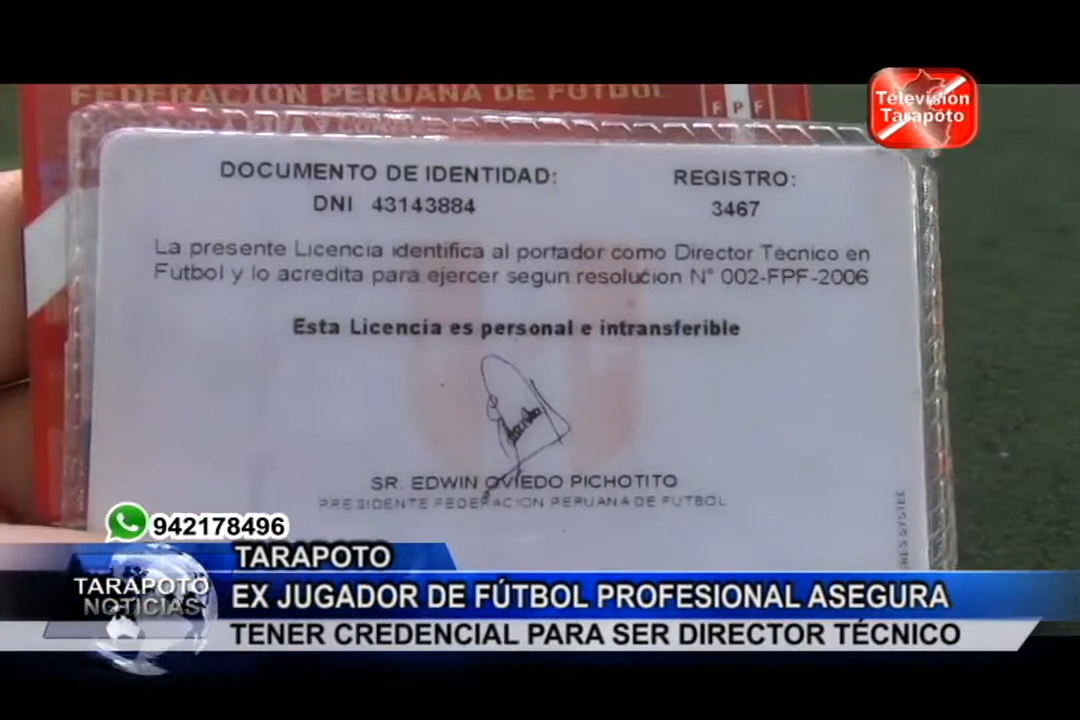 FEDERACION PERUANA DE FUTBOL
FPF
Television
Tarapoto
DOCUMENTO DE IDENTIDAD:
DNI 43143884
REGISTRO:
3467
La presente Licencia identifica al portador como Director Técnico en
Futbol y lo acredita para ejercer segun resolución N° 002-FPF-2006
Esta Licencia es personal e intransferible
SR. EDWIN OVIEDO PICHOTITO
PRESIDENTE FEDERACION PERUANA DE FUTBOL
942178496
TARAPOTO
TARAPOTO
NOTICIAS
EX JUGADOR DE FÚTBOL PROFESIONAL ASEGURA
TENER CREDENCIAL PARA SER DIRECTOR TÉCNICO